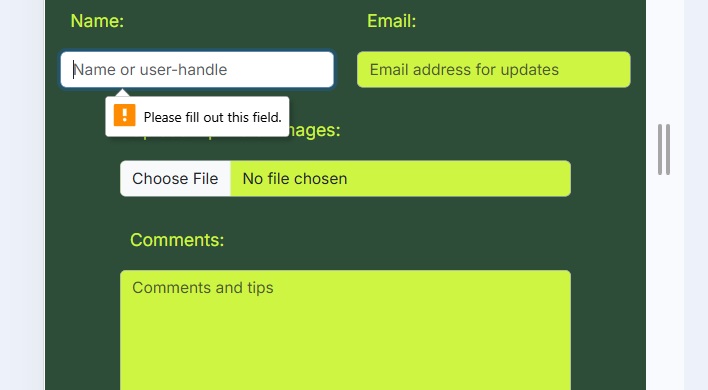 Name:
Email:
Name or user-handle
Email address for updates
Please fill out this field.
mages:
Choose File
No file chosen
Comments:
Comments and tips